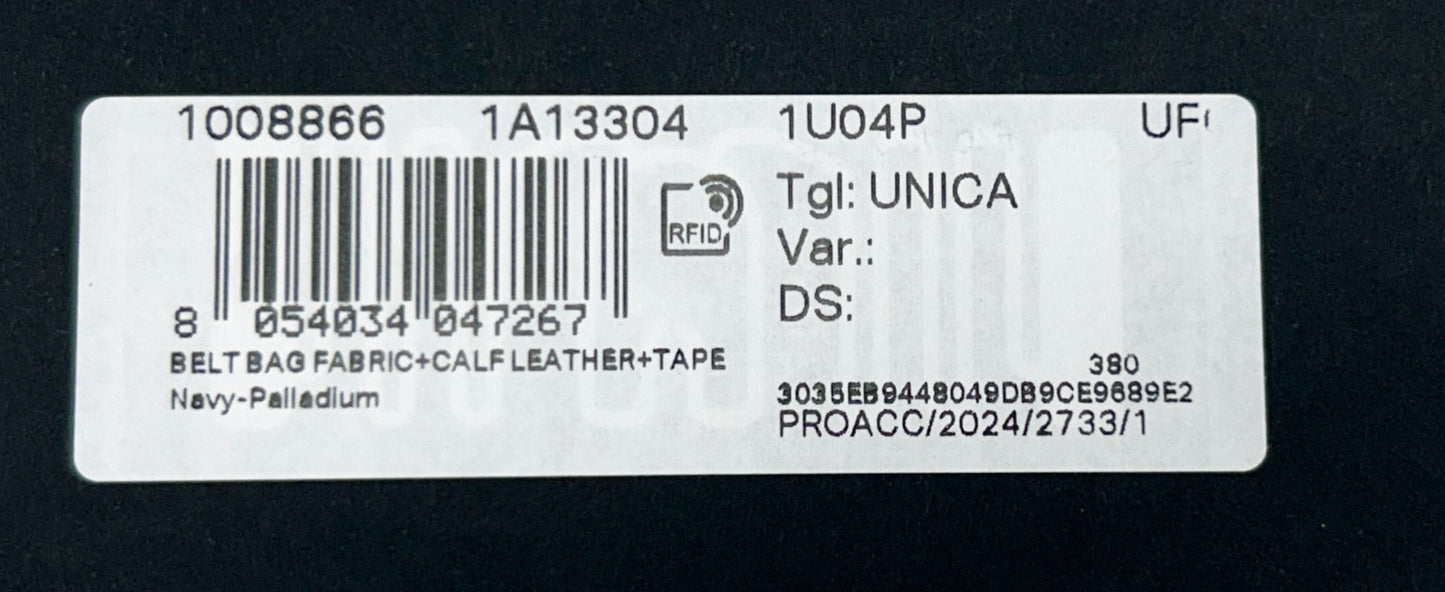 1008866 1A13304 1U04P UF
RFID
Tgl: UNICA
Var.:
DS:
8 054034 047267
BELT BAG FABRIC+CALF LEATHER+TAPE
Navy-Palladium
380
3035EB9448049DB9CE9689E2
PROACC/2024/2733/1